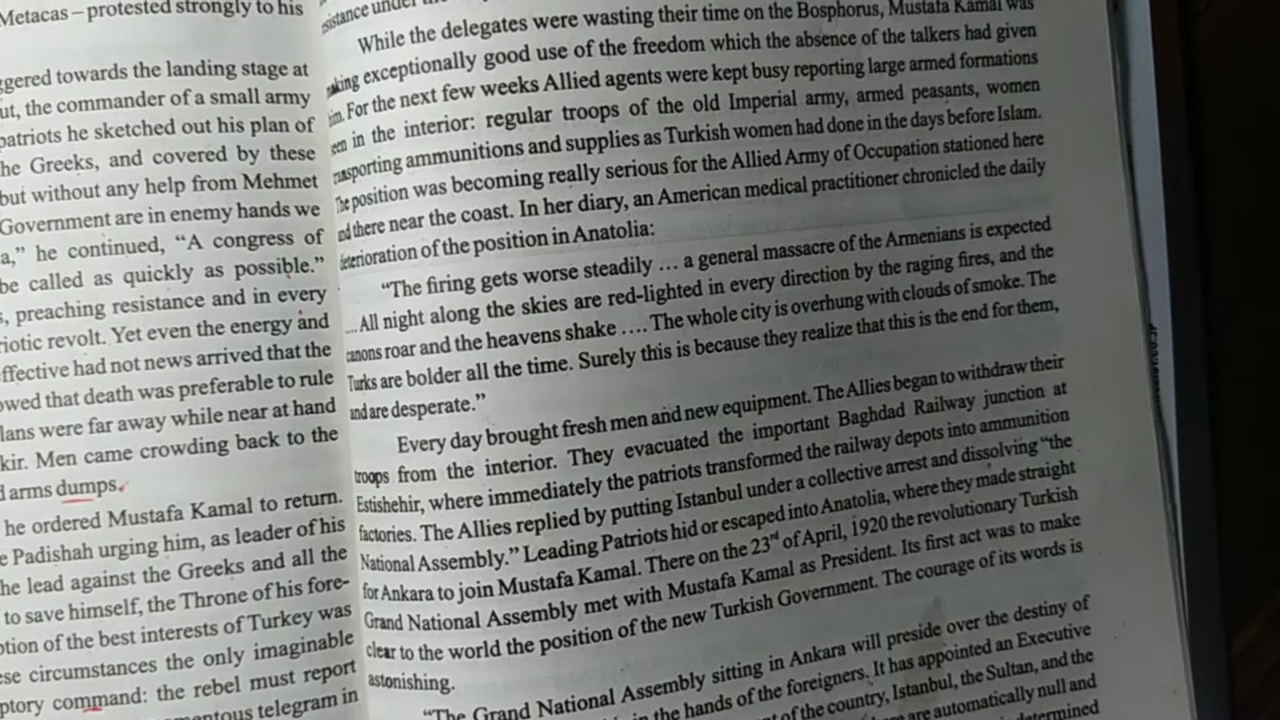 Metacas – protested strongly to his
towards the landing stage at
the commander of a small army
patriots he sketched out his plan of
he Greeks, and covered by these
but without any help from Mehmet
Government are in enemy hands we
he continued, “A congress of
be called as quickly as possible.”
preaching resistance and in every
revolt. Yet even the energy and
had not news arrived that the
that death was preferable to rule
were far away while near at hand
Men came crowding back to the
arms dumps.
he ordered Mustafa Kamal to return.
Padishah urging him, as leader of his
he lead against the Greeks and all the
to save himself, the Throne of his fore-
of the best interests of Turkey was
circumstances the only imaginable
command: the rebel must report
telegram in
While the delegates were wasting their time on the Bosphorus, Mustafa Kamal was
exceptionally good use of the freedom which the absence of the talkers had given
For the next few weeks Allied agents were kept busy reporting large armed formations
in the interior: regular troops of the old Imperial army, armed peasants, women
ammunitions and supplies as Turkish women had done in the days before Islam.
The position was becoming really serious for the Allied Army of Occupation stationed here
and there near the coast. In her diary, an American medical practitioner chronicled the daily
deterioration of the position in Anatolia:
“The firing gets worse steadily ... a general massacre of the Armenians is expected
....All night along the skies are red-lighted in every direction by the raging fires, and the
canons roar and the heavens shake .... The whole city is overhung with clouds of smoke. The
Turks are bolder all the time. Surely this is because they realize that this is the end for them,
and are desperate.”
Every day brought fresh men and new equipment. The Allies began to withdraw their
troops from the interior. They evacuated the important Baghdad Railway junction at
Estishehir, where immediately the patriots transformed the railway depots into ammunition
factories. The Allies replied by putting Istanbul under a collective arrest and dissolving “the
National Assembly.” Leading Patriots hid or escaped into Anatolia, where they made straight
for Ankara to join Mustafa Kamal. There on the 23rd of April, 1920 the revolutionary Turkish
Grand National Assembly met with Mustafa Kamal as President. Its first act was to make
clear to the world the position of the new Turkish Government. The courage of its words is
astonishing.
“The Grand National Assembly sitting in Ankara will preside over the destiny of
in the hands of the foreigners. It has appointed an Executive
of the country, Istanbul, the Sultan, and the
are automatically null and
determined